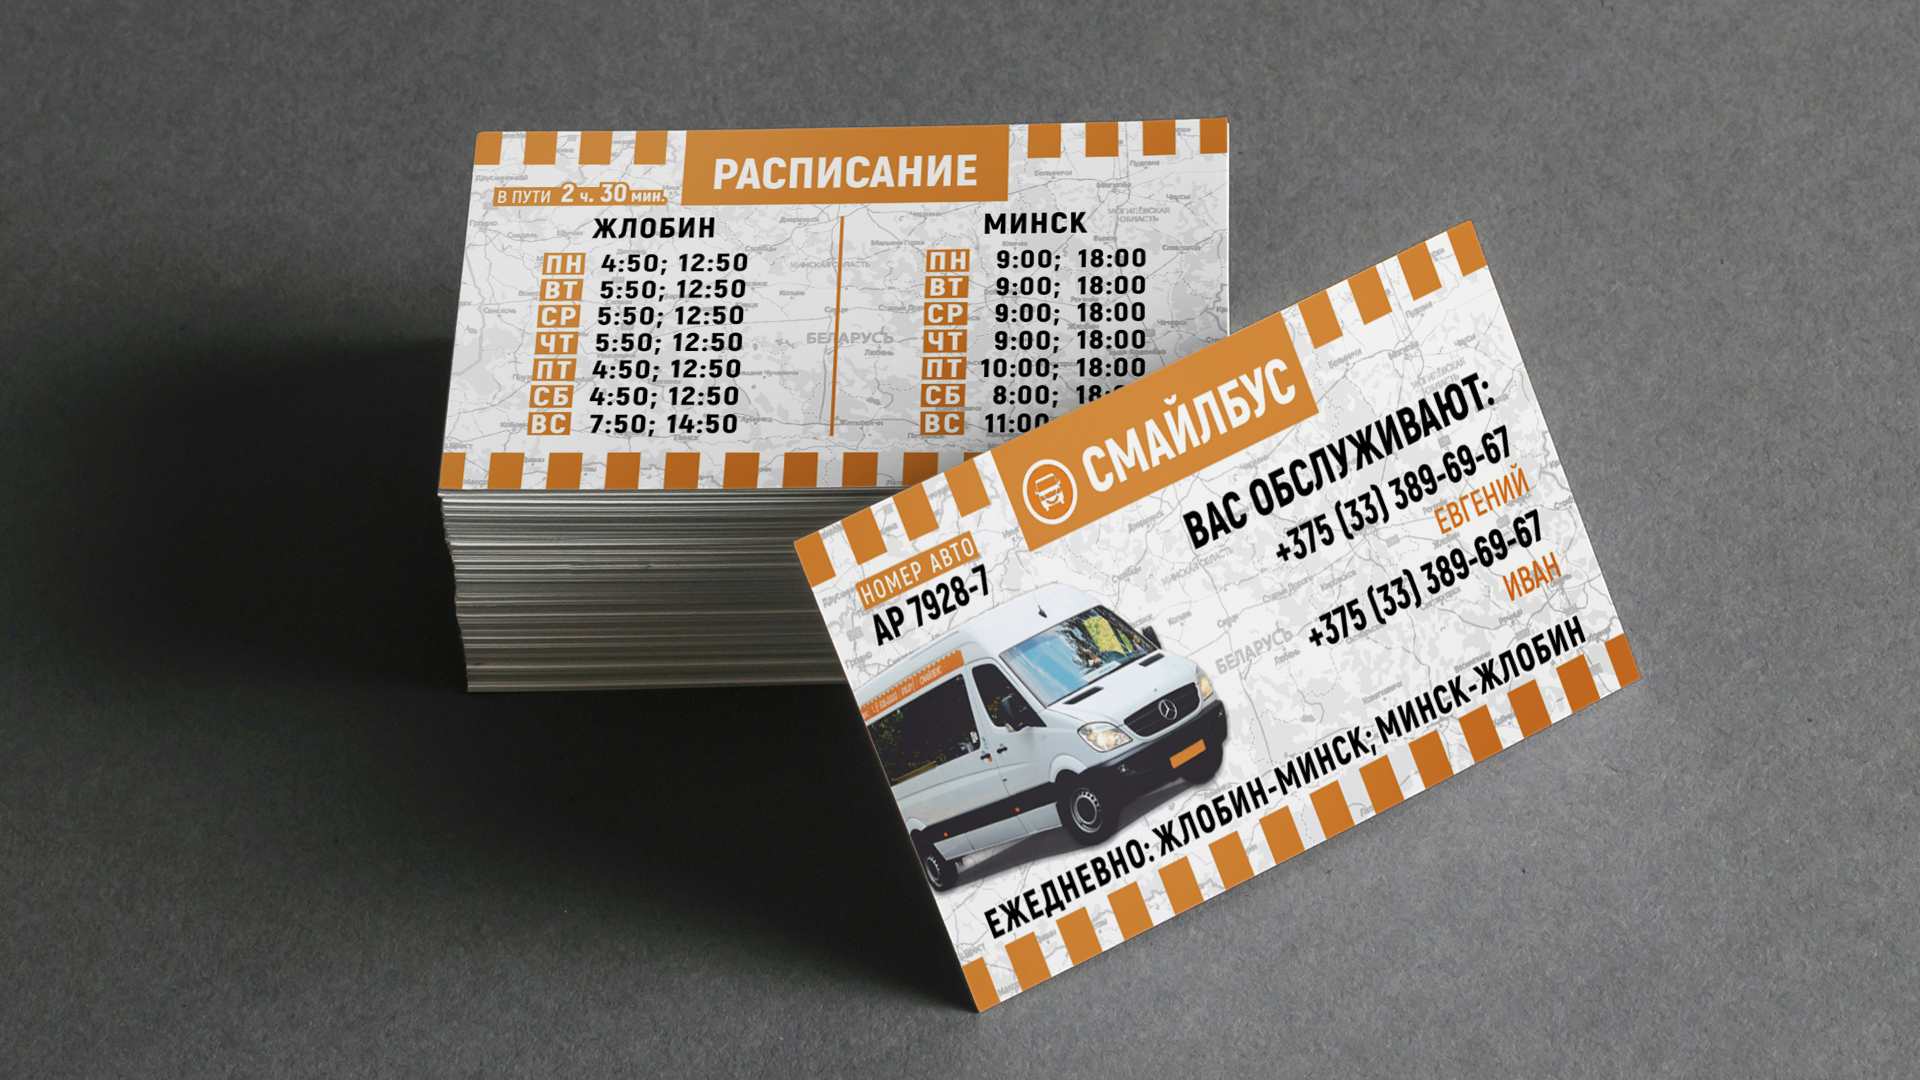 РАСПИСАНИЕ
В ПУТИ 2 ч. 30 мин.
ЖЛОБИН
ПН 4:50; 12:50
ВТ 5:50; 12:50
СР 5:50; 12:50
ЧТ 5:50; 12:50
ПТ 4:50; 12:50
СБ 4:50; 12:50
ВС 7:50; 14:50
МИНСК
ПН 9:00; 18:00
ВТ 9:00; 18:00
СР 9:00; 18:00
ЧТ 9:00; 18:00
ПТ 10:00; 18:00
СБ 8:00; 18:
ВС 11:00
БЕЛАРУСЬ
СМАЙЛБУС
НОМЕР АВТО
АР 7928-7
ВАС ОБСЛУЖИВАЮТ:
+375 (33) 389-69-67
ЕВГЕНИЙ
+375 (33) 389-69-67
ИВАН
БЕЛАРУСЬ
ЕЖЕДНЕВНО: ЖЛОБИН-МИНСК; МИНСК-ЖЛОБИН